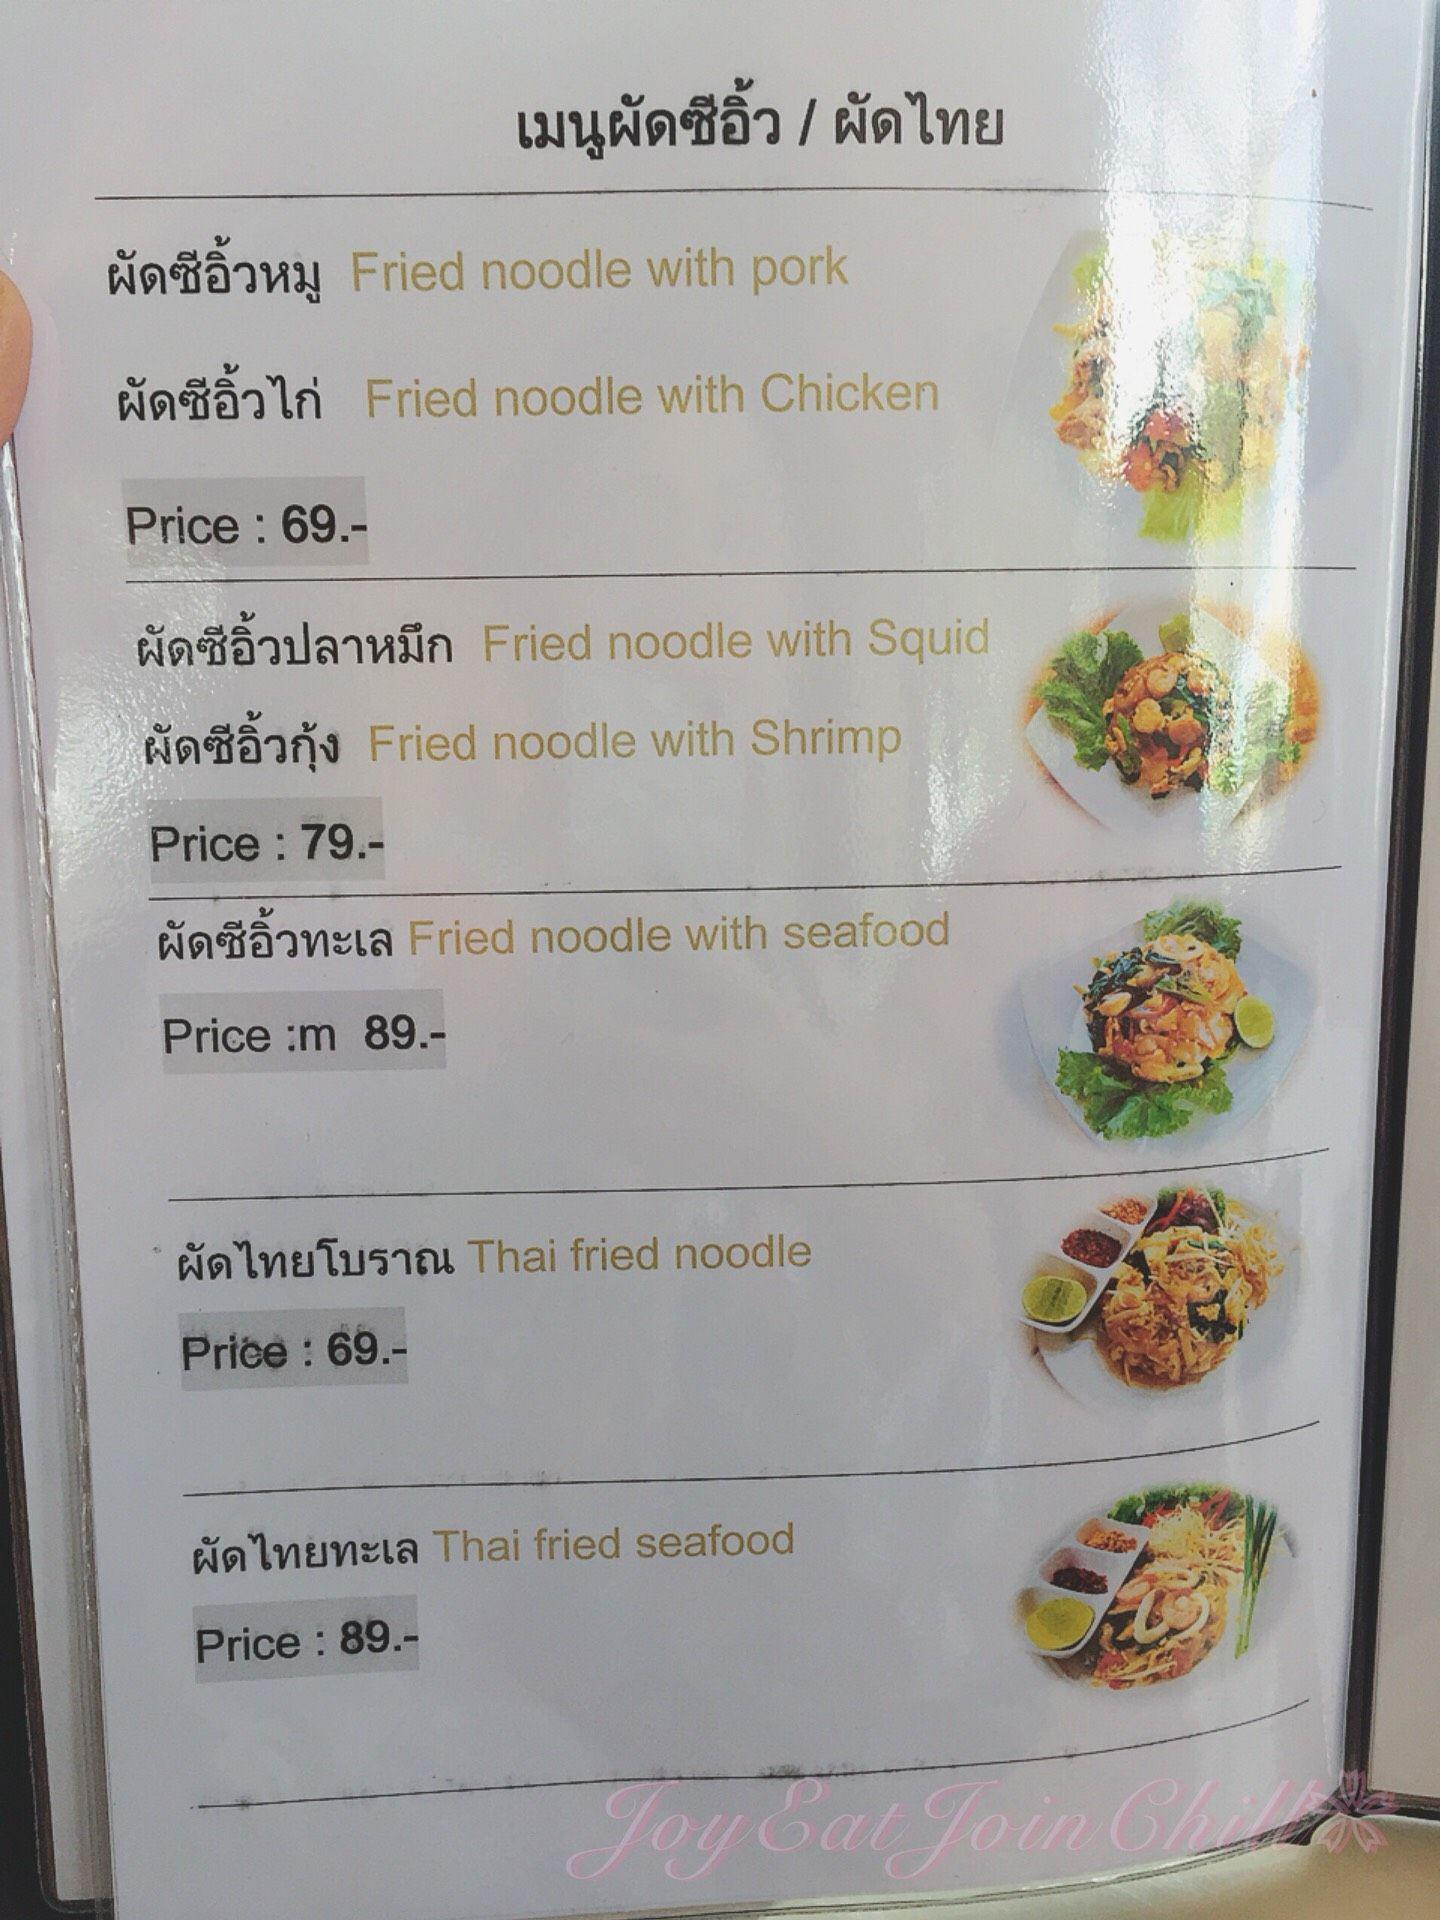 เมนูผัดซีอิ้ว / ผัดไทย
ผัดซีอิ้วหมู Fried noodle with pork
ผัดซีอิ้วไก่ Fried noodle with Chicken
Price : 69.-
ผัดซีอิ้วปลาหมึก Fried noodle with Squid
ผัดซีอิ้วกุ้ง Fried noodle with Shrimp
Price : 79.-
ผัดซีอิ้วทะเล Fried noodle with seafood
Price :m 89.-
ผัดไทยโบราณ Thai fried noodle
Price : 69.-
ผัดไทยทะเล Thai fried seafood
Price : 89.-
JoyEatJoinChill